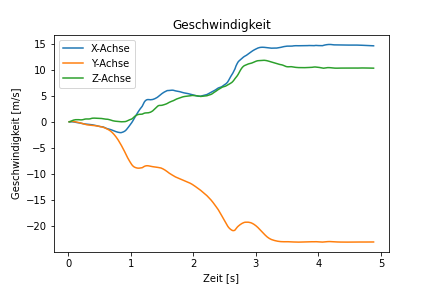 Geschwindigkeit
X-Achse
Y-Achse
Z-Achse
Geschwindigkeit [m/s]
15
10
5
0
−5
−10
−15
−20
0 1 2 3 4 5
Zeit [s]